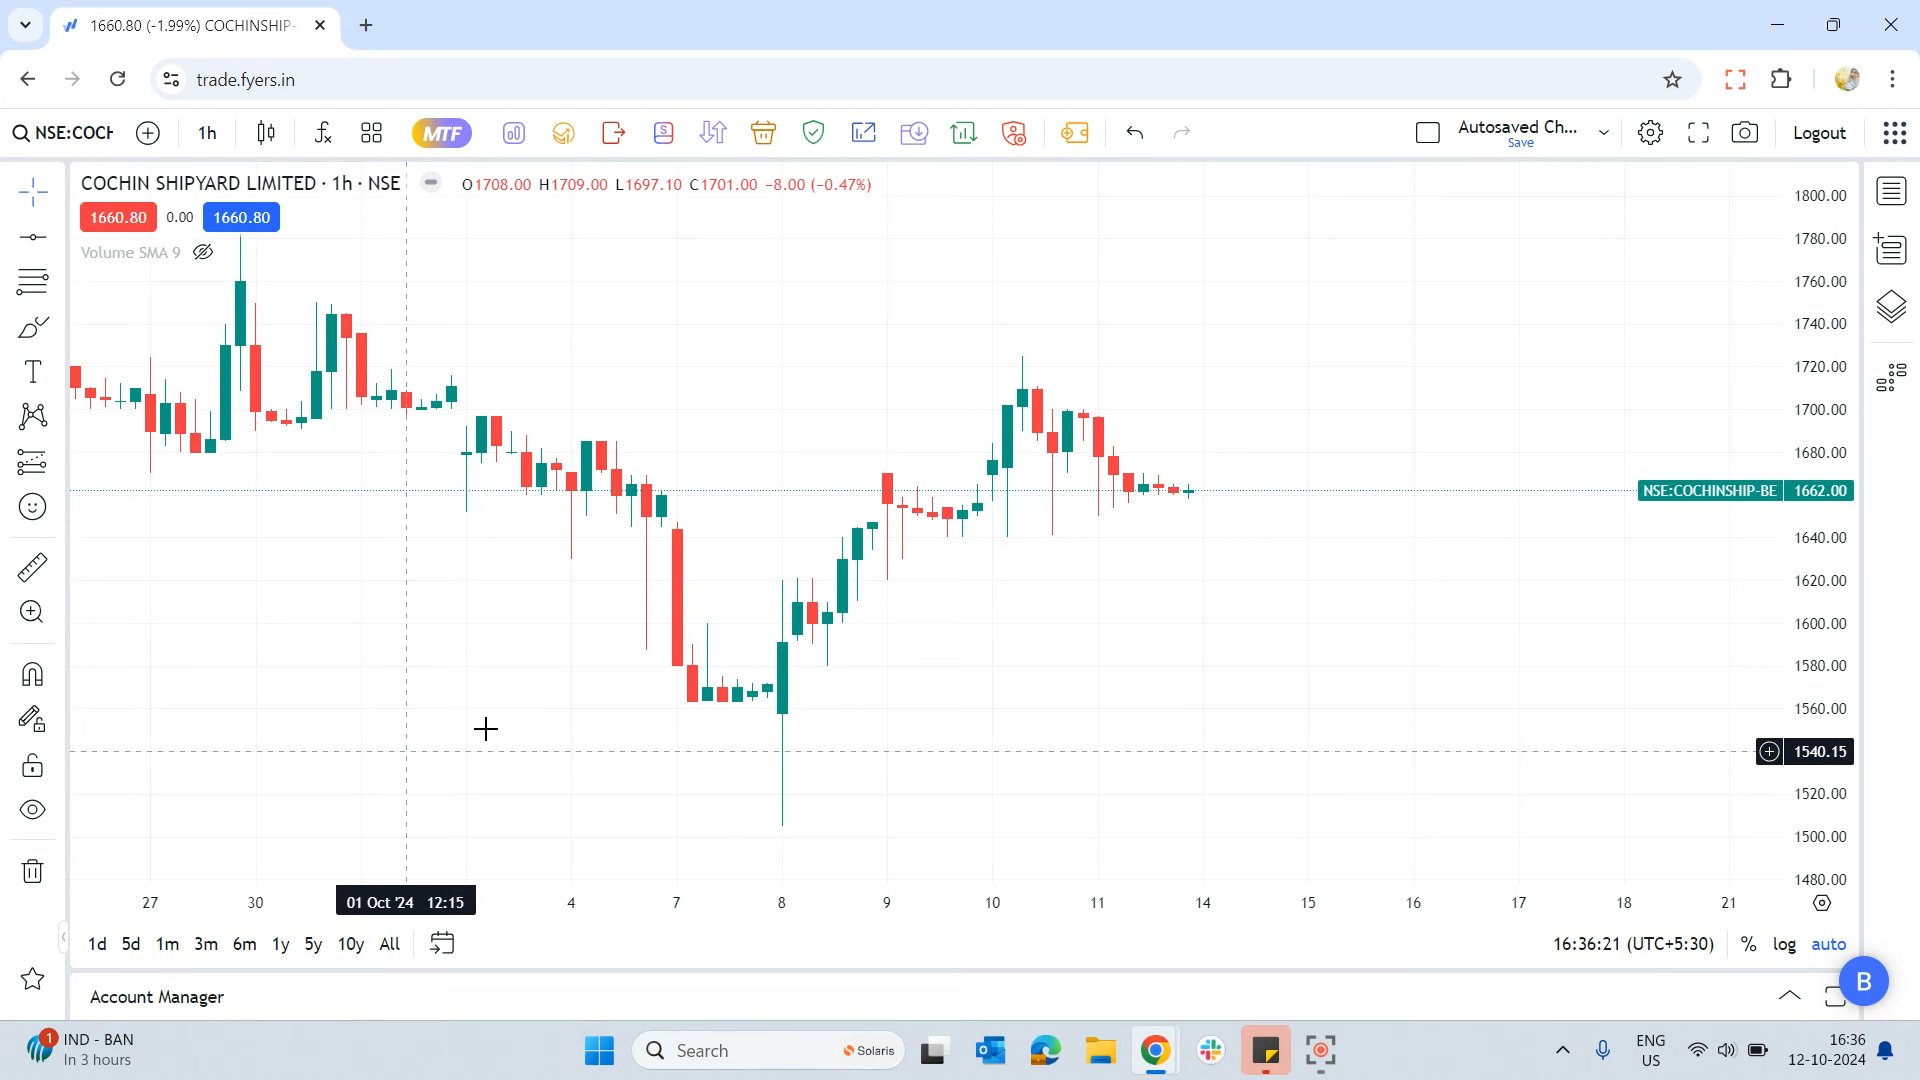 1660.80 (-1.99%) COCHINSHIP-
trade.fyers.in
NSE:COCH
1h
MTF
Autosaved Ch...
Save
Logout
COCHIN SHIPYARD LIMITED · 1h · NSE
O1708.00 H1709.00 L1697.10 C1701.00 −8.00 (−0.47%)
1660.80
0.00
1660.80
Volume SMA 9
1800.00
1780.00
1760.00
1740.00
1720.00
1700.00
1680.00
NSE:COCHINSHIP-BE
1662.00
1640.00
1620.00
1600.00
1580.00
1560.00
1540.15
1520.00
1500.00
1480.00
27
30
01 Oct '24 12:15
4
7
8
9
10
11
14
15
16
17
18
21
1d
5d
1m
3m
6m
1y
5y
10y
All
16:36:21 (UTC+5:30)
%
log
auto
Account Manager
B
1
IND - BAN
In 3 hours
Search
Solaris
ENG
US
16:36
12-10-2024